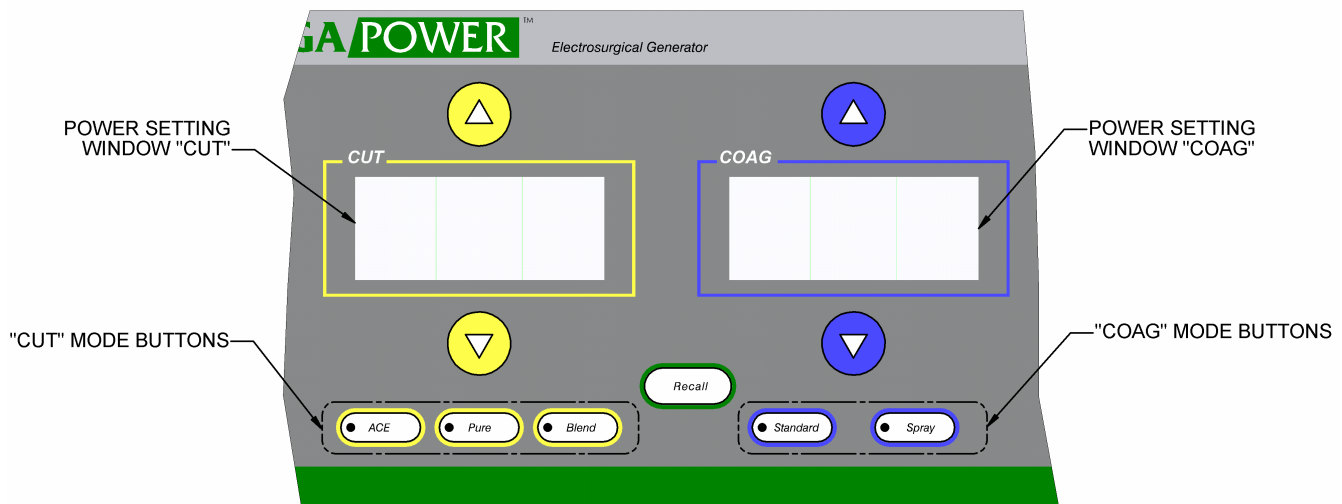 GA POWER™
Electrosurgical Generator
POWER SETTING
WINDOW "CUT"
POWER SETTING
WINDOW "COAG"
CUT
COAG
"CUT" MODE BUTTONS
"COAG" MODE BUTTONS
Recall
ACE
Pure
Blend
Standard
Spray